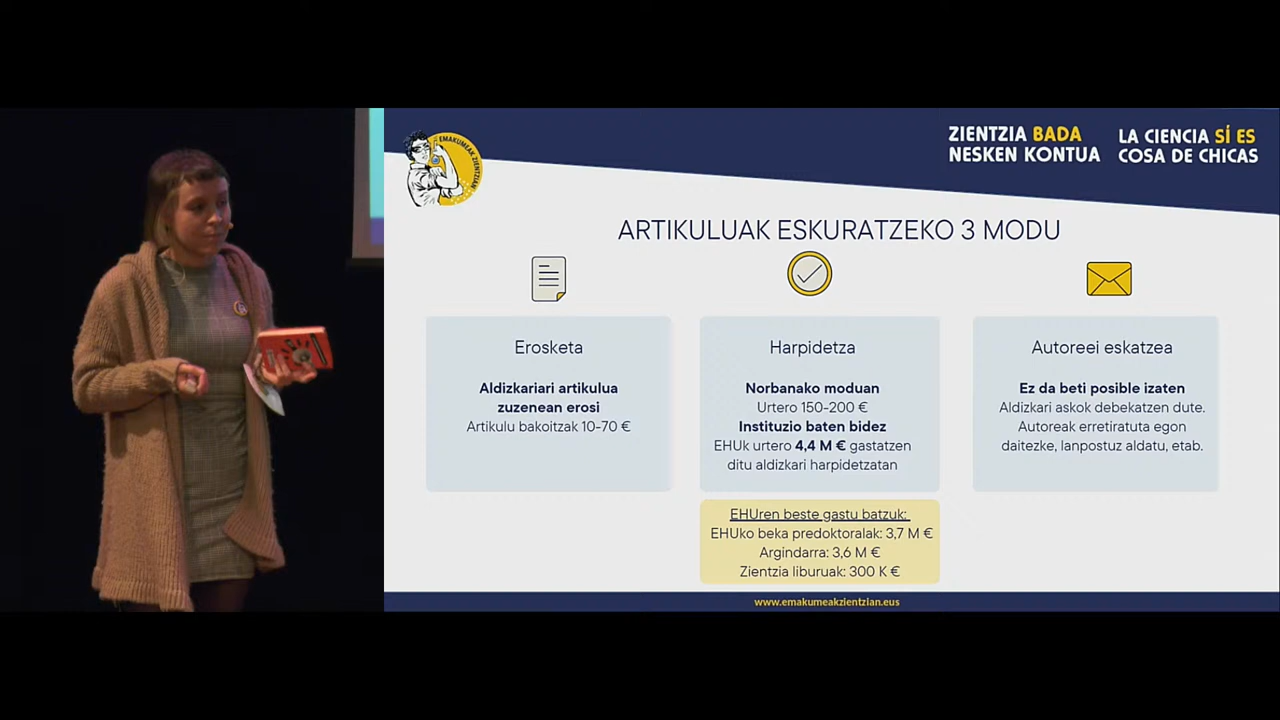 EMAKUMEAK ZIENTZIAN
ZIENTZIA BADA
NESKEN KONTUA
LA CIENCIA SÍ ES
COSA DE CHICAS
ARTIKULUAK ESKURATZEKO 3 MODU
Erosketa
Aldizkariari artikulua
zuzenean erosi
Artikulu bakoitzak 10-70 €
Harpidetza
Norbanako moduan
Urtero 150-200 €
Instituzio baten bidez
EHUk urtero 4,4 M € gastatzen
ditu aldizkari harpidetzatan
EHUren beste gastu batzuk:
EHUko beka predoktoralak: 3,7 M €
Argindarra: 3,6 M €
Zientzia liburuak: 300 K €
Autoreei eskatzea
Ez da beti posible izaten
Aldizkari askok debekatzen dute.
Autoreak erretiratuta egon
daitezke, lanpostuz aldatu, etab.
www.emakumeakzientzian.eus